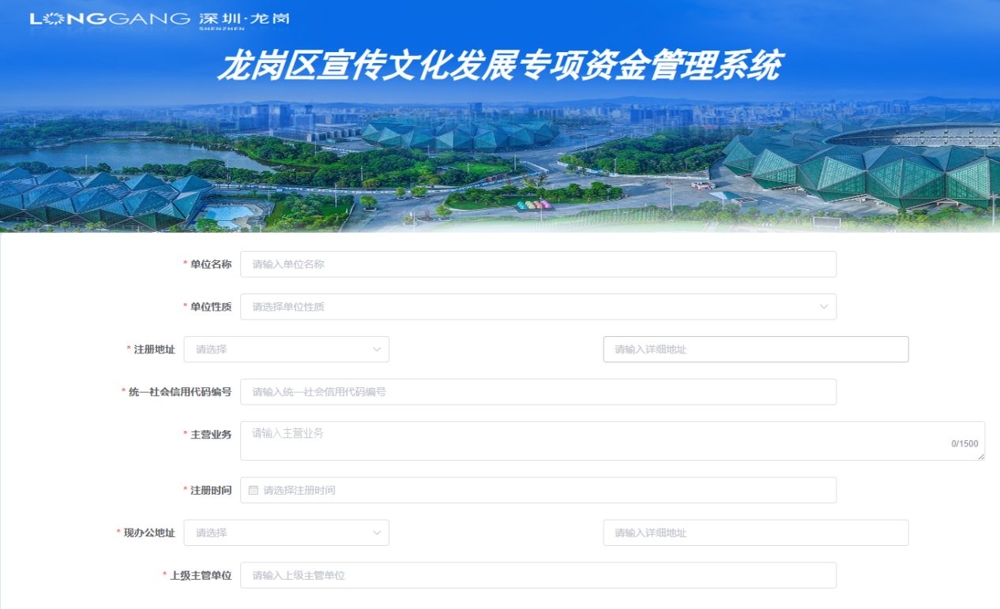 LONGGANG 深圳·龙岗
SHENZHEN
龙岗区宣传文化发展专项资金管理系统
* 单位名称 请输入单位名称
* 单位性质 请选择单位性质
* 注册地址 请选择 请输入详细地址
* 统一社会信用代码编号 请输入统一社会信用代码编号
* 主营业务 请输入主营业务
0/1500
* 注册时间 请选择注册时间
* 现办公地址 请选择 请输入详细地址
* 上级主管单位 请输入上级主管单位